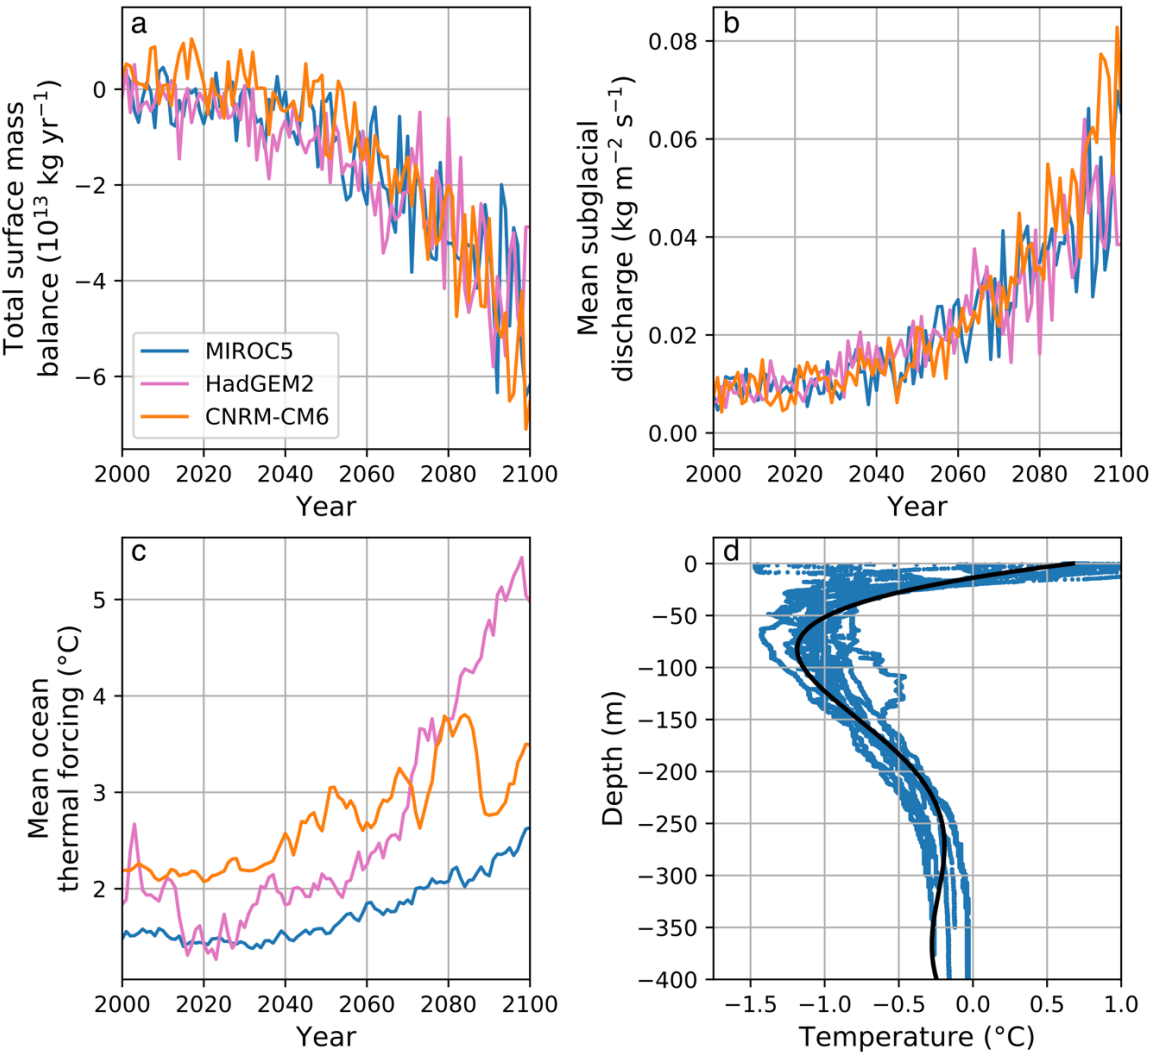 a
Total surface mass
balance (10¹³ kg yr⁻¹)
0
−2
−4
−6
MIROC5
HadGEM2
CNRM-CM6
2000 2020 2040 2060 2080 2100
Year
b
Mean subglacial
discharge (kg m⁻² s⁻¹)
0.08
0.06
0.04
0.02
0.00
2000 2020 2040 2060 2080 2100
Year
c
Mean ocean
thermal forcing (°C)
5
4
3
2
2000 2020 2040 2060 2080 2100
Year
d
Depth (m)
0
−50
−100
−150
−200
−250
−300
−350
−400
−1.5 −1.0 −0.5 0.0 0.5 1.0
Temperature (°C)